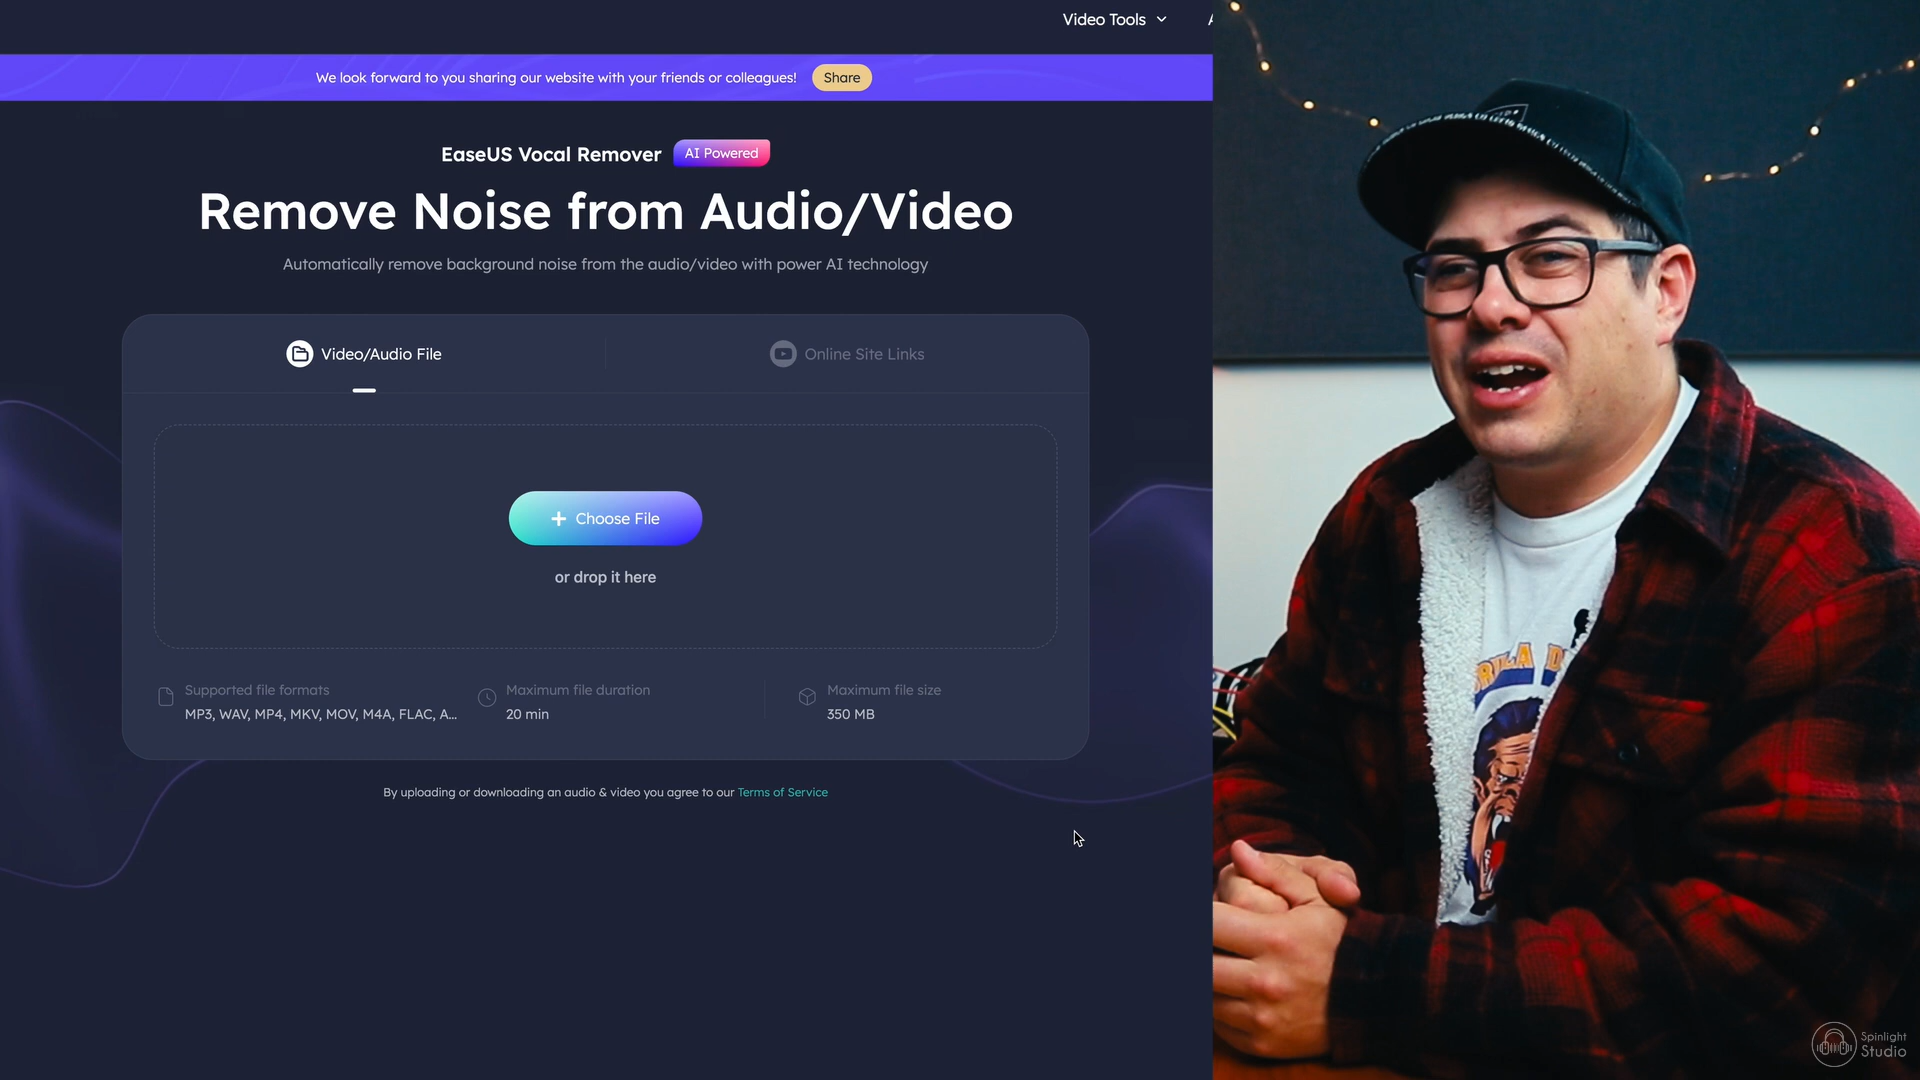 Video Tools
We look forward to you sharing our website with your friends or colleagues!
Share
EaseUS Vocal Remover
AI Powered
Remove Noise from Audio/Video
Automatically remove background noise from the audio/video with power AI technology
Video/Audio File
Online Site Links
Choose File
or drop it here
Supported file formats
MP3, WAV, MP4, MKV, MOV, M4A, FLAC, A...
Maximum file duration
20 min
Maximum file size
350 MB
By uploading or downloading an audio & video you agree to our Terms of Service
Spinlight
Studio